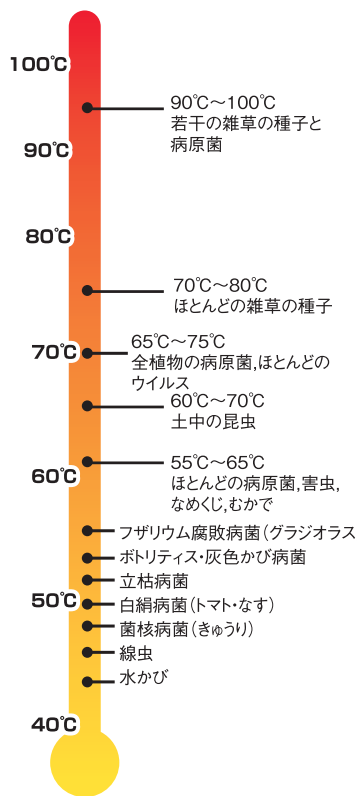 100℃
90℃～100℃
若干の雑草の種子と
病原菌
90℃
80℃
70℃～80℃
ほとんどの雑草の種子
65℃～75℃
70℃
全植物の病原菌,ほとんどの
ウイルス
60℃～70℃
土中の昆虫
55℃～65℃
60℃
ほとんどの病原菌,害虫,
なめくじ,むかで
フザリウム腐敗病菌(グラジオラス
ボトリティス・灰色かび病菌
立枯病菌
50℃
白絹病菌(トマト・なす)
菌核病菌(きゅうり)
線虫
水かび
40℃